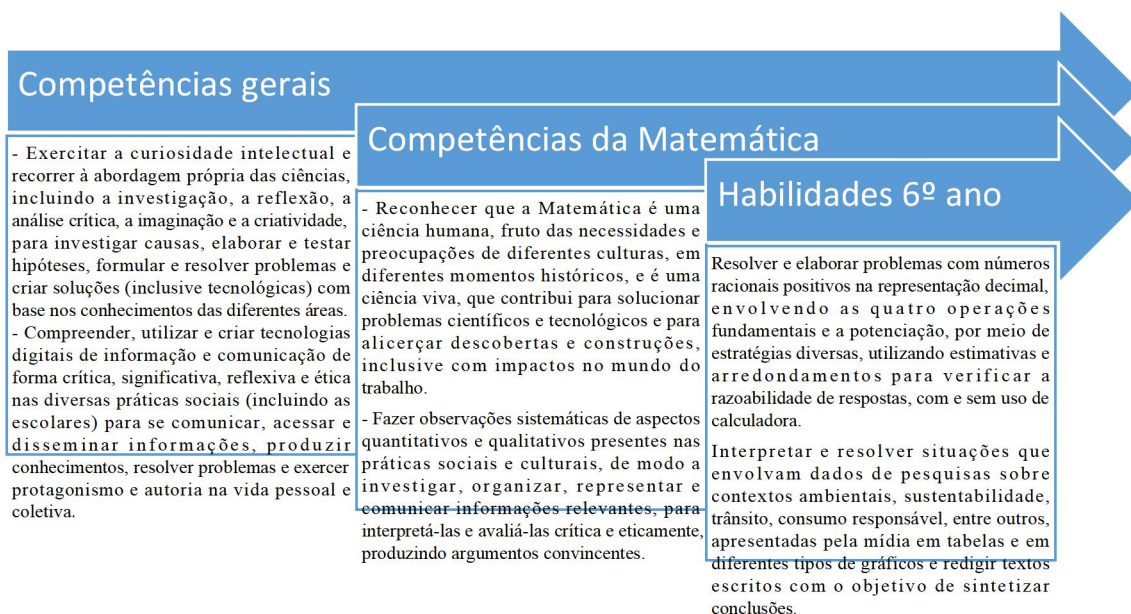 Competências gerais
- Exercitar a curiosidade intelectual e
recorrer à abordagem própria das ciências,
incluindo a investigação, a reflexão, a
análise crítica, a imaginação e a criatividade,
para investigar causas, elaborar e testar
hipóteses, formular e resolver problemas e
criar soluções (inclusive tecnológicas) com
base nos conhecimentos das diferentes áreas.
- Compreender, utilizar e criar tecnologias
digitais de informação e comunicação de
forma crítica, significativa, reflexiva e ética
nas diversas práticas sociais (incluindo as
escolares) para se comunicar, acessar e
disseminar informações, produzir
conhecimentos, resolver problemas e exercer
protagonismo e autoria na vida pessoal e
coletiva.
Competências da Matemática
- Reconhecer que a Matemática é uma
ciência humana, fruto das necessidades e
preocupações de diferentes culturas, em
diferentes momentos históricos, e é uma
ciência viva, que contribui para solucionar
problemas científicos e tecnológicos e para
alicerçar descobertas e construções,
inclusive com impactos no mundo do
trabalho.
- Fazer observações sistemáticas de aspectos
quantitativos e qualitativos presentes nas
práticas sociais e culturais, de modo a
investigar, organizar, representar e
comunicar informações relevantes, para
interpretá-las e avaliá-las crítica e eticamente,
produzindo argumentos convincentes.
Habilidades 6º ano
Resolver e elaborar problemas com números
racionais positivos na representação decimal,
envolvendo as quatro operações
fundamentais e a potenciação, por meio de
estratégias diversas, utilizando estimativas e
arredondamentos para verificar a
razoabilidade de respostas, com e sem uso de
calculadora.
Interpretar e resolver situações que
envolvam dados de pesquisas sobre
contextos ambientais, sustentabilidade,
trânsito, consumo responsável, entre outros,
apresentadas pela mídia em tabelas e em
diferentes tipos de gráficos e redigir textos
escritos com o objetivo de sintetizar
conclusões.